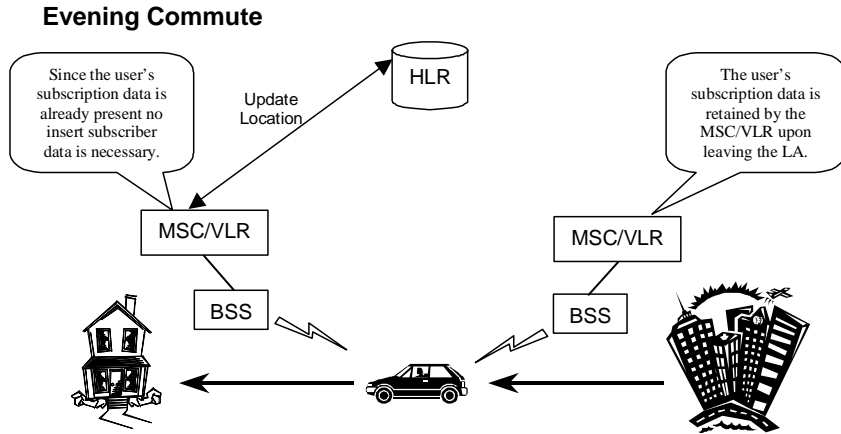 Evening Commute
Since the user's
subscription data is
already present no
insert subscriber
data is necessary.
Update
Location
HLR
The user's
subscription data is
retained by the
MSC/VLR upon
leaving the LA.
MSC/VLR
MSC/VLR
BSS
BSS